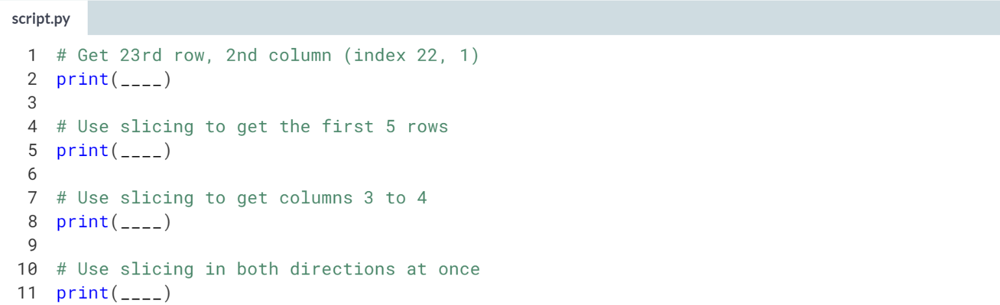 script.py
1 # Get 23rd row, 2nd column (index 22, 1)
2 print(____)
3
4 # Use slicing to get the first 5 rows
5 print(____)
6
7 # Use slicing to get columns 3 to 4
8 print(____)
9
10 # Use slicing in both directions at once
11 print(____)